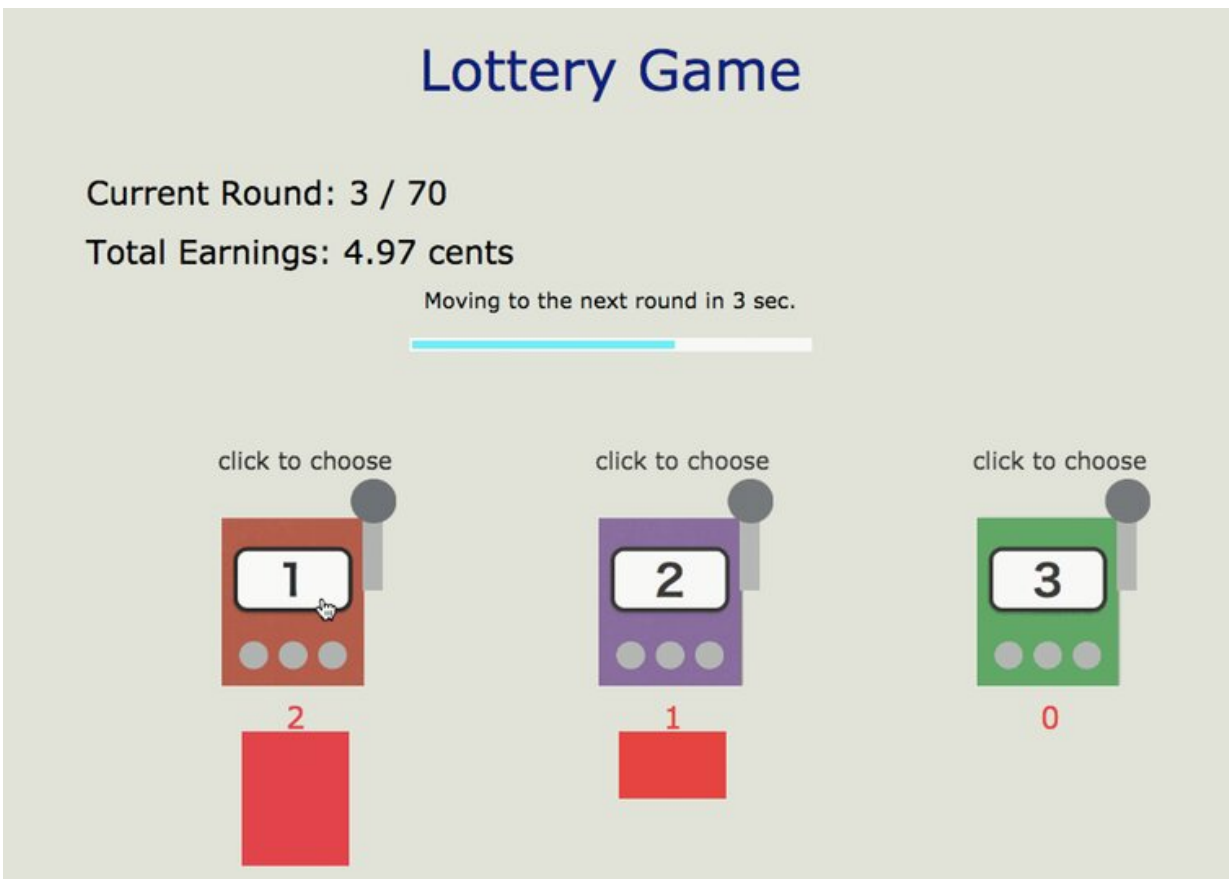 Lottery Game
Current Round: 3 / 70
Total Earnings: 4.97 cents
Moving to the next round in 3 sec.
click to choose click to choose click to choose
1 2 3
2 1 0